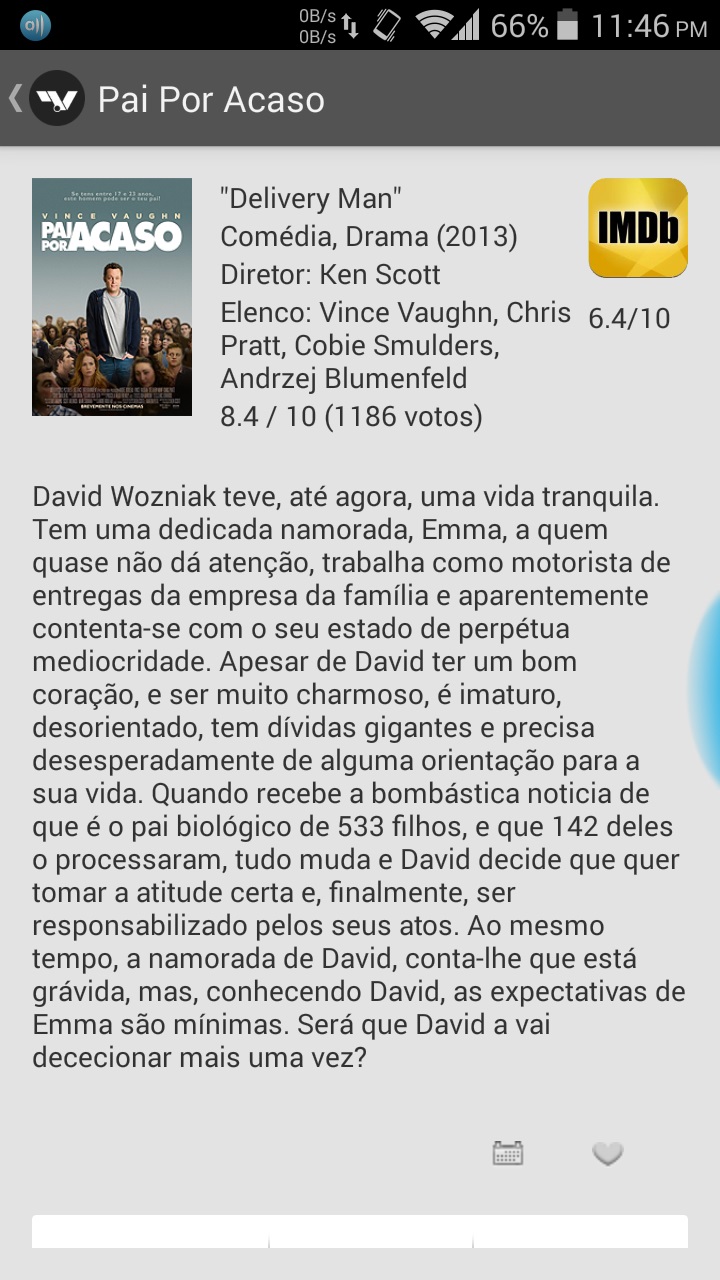 0B/s
0B/s
66%
11:46 PM
Pai Por Acaso
Se tens entre 17 e 22 anos,
este homem pode ser o teu pai!
VINCE VAUGHN
PAI POR ACASO
BREVEMENTE NOS CINEMAS
"Delivery Man"
Comédia, Drama (2013)
Diretor: Ken Scott
Elenco: Vince Vaughn, Chris
Pratt, Cobie Smulders,
Andrzej Blumenfeld
8.4 / 10 (1186 votos)
IMDb
6.4/10
David Wozniak teve, até agora, uma vida tranquila.
Tem uma dedicada namorada, Emma, a quem
quase não dá atenção, trabalha como motorista de
entregas da empresa da família e aparentemente
contenta-se com o seu estado de perpétua
mediocridade. Apesar de David ter um bom
coração, e ser muito charmoso, é imaturo,
desorientado, tem dívidas gigantes e precisa
desesperadamente de alguma orientação para a
sua vida. Quando recebe a bombástica noticia de
que é o pai biológico de 533 filhos, e que 142 deles
o processaram, tudo muda e David decide que quer
tomar a atitude certa e, finalmente, ser
responsabilizado pelos seus atos. Ao mesmo
tempo, a namorada de David, conta-lhe que está
grávida, mas, conhecendo David, as expectativas de
Emma são mínimas. Será que David a vai
dececionar mais uma vez?